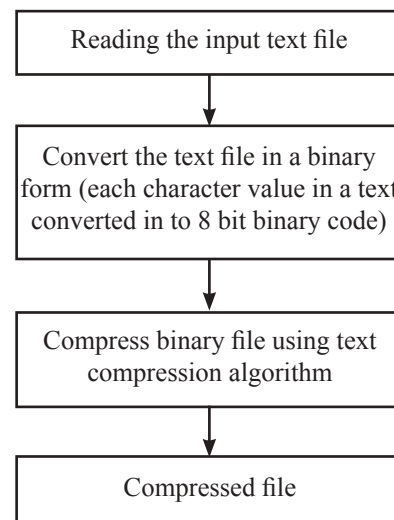 Reading the input text file
Convert the text file in a binary
form (each character value in a text
converted in to 8 bit binary code)
Compress binary file using text
compression algorithm
Compressed file